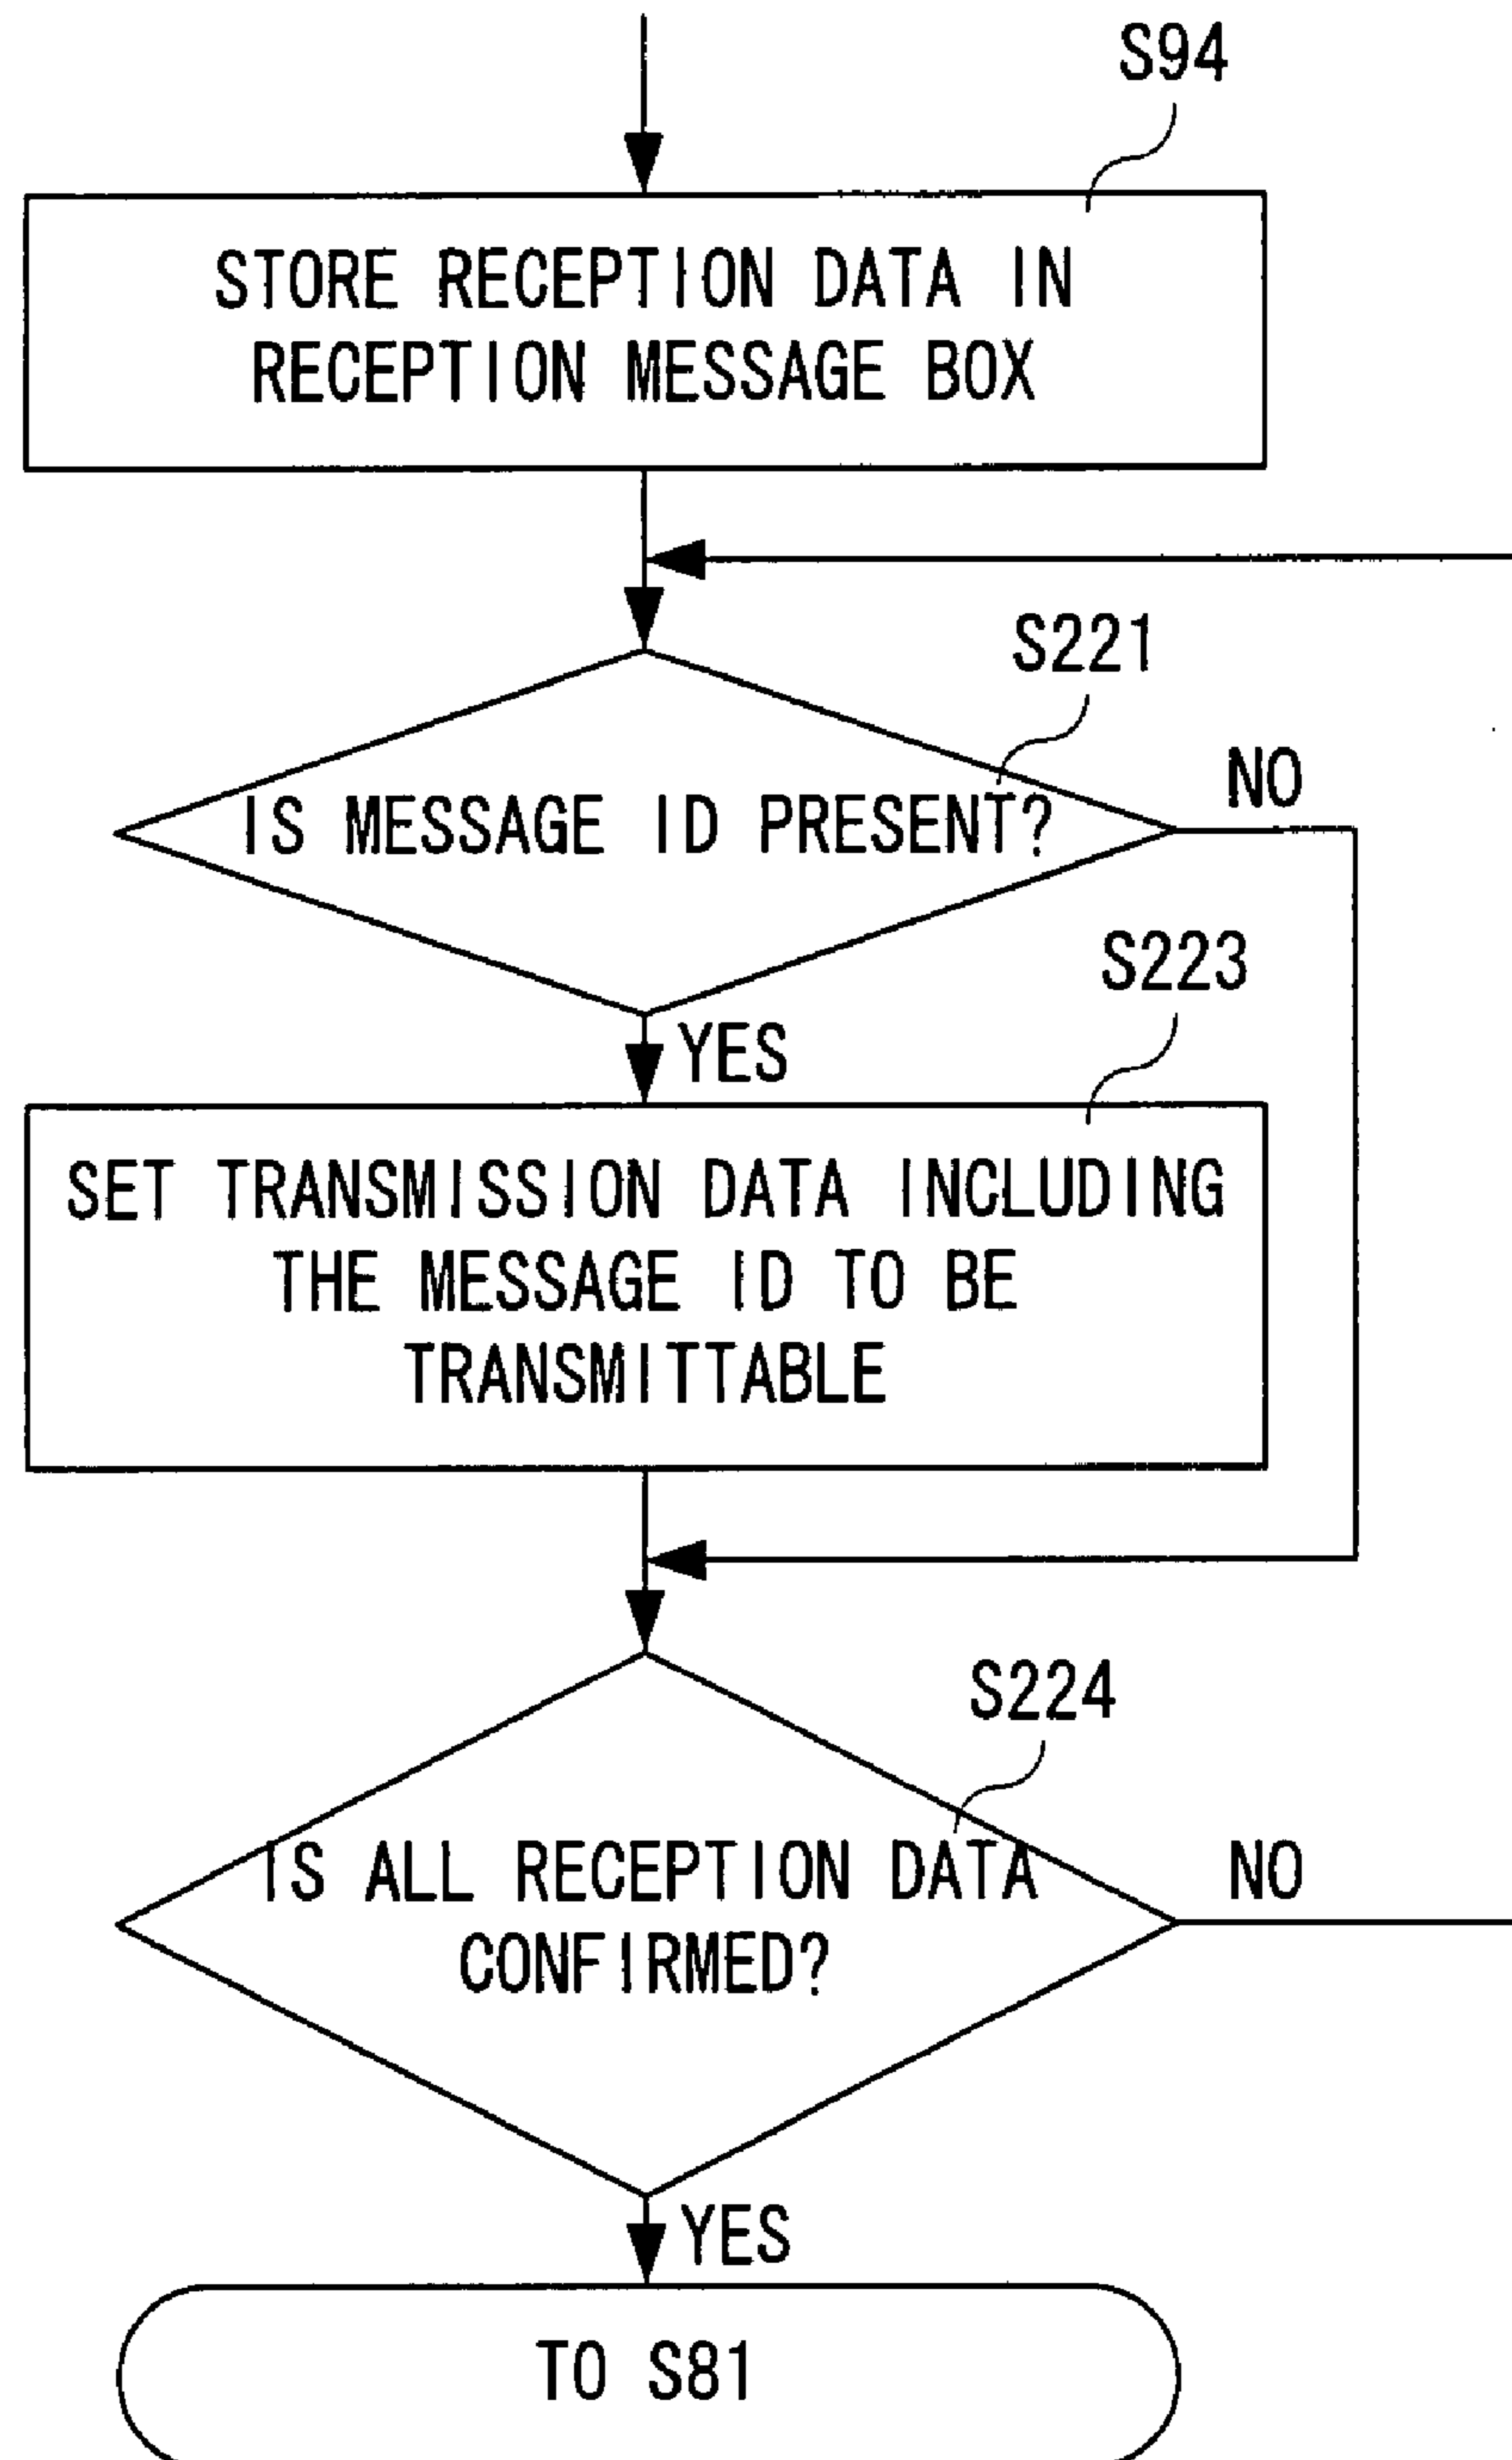 S94
STORE RECEPTION DATA IN
RECEPTION MESSAGE BOX
S221
IS MESSAGE ID PRESENT?
NO
S223
YES
SET TRANSMISSION DATA INCLUDING
THE MESSAGE ID TO BE
TRANSMITTABLE
S224
IS ALL RECEPTION DATA
CONFIRMED?
NO
YES
TO S81